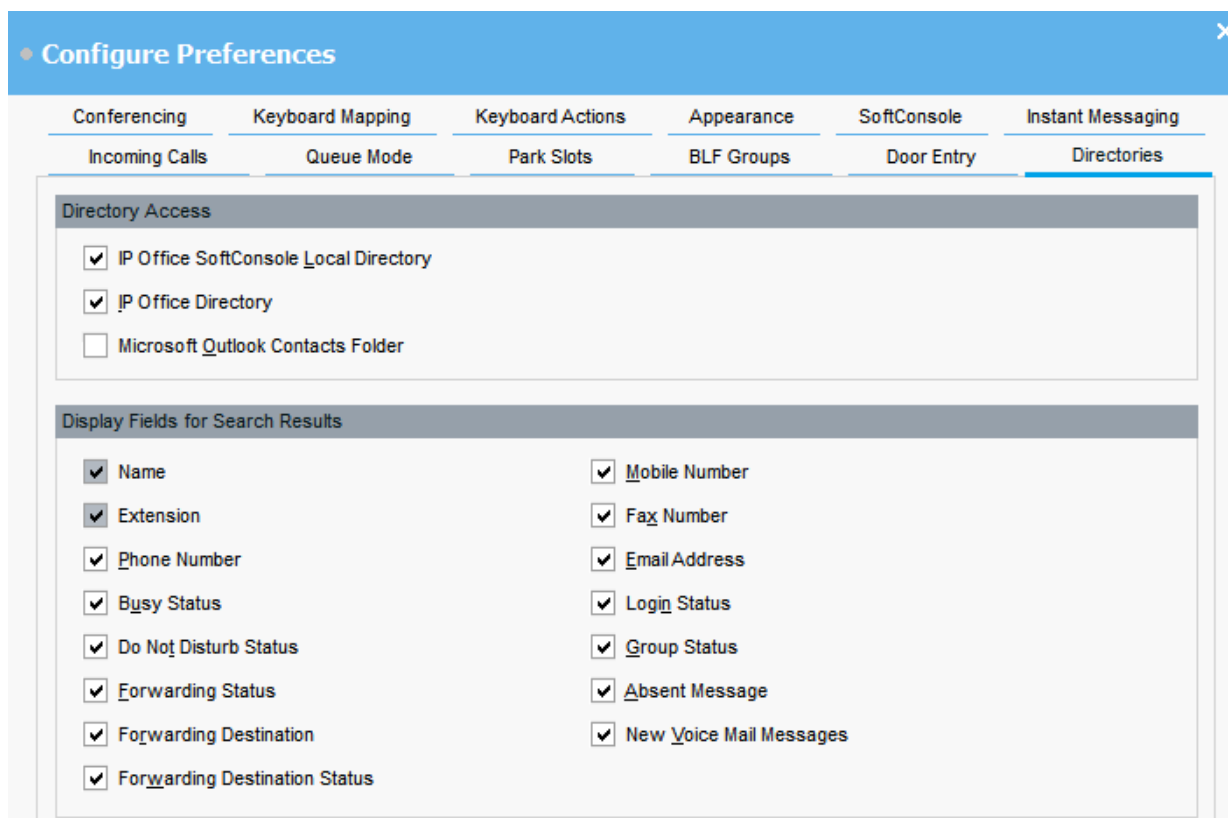 Configure Preferences
Conferencing Keyboard Mapping Keyboard Actions Appearance SoftConsole Instant Messaging
Incoming Calls Queue Mode Park Slots BLF Groups Door Entry Directories
Directory Access
IP Office SoftConsole Local Directory
IP Office Directory
Microsoft Outlook Contacts Folder
Display Fields for Search Results
Name Mobile Number
Extension Fax Number
Phone Number Email Address
Busy Status Login Status
Do Not Disturb Status Group Status
Forwarding Status Absent Message
Forwarding Destination New Voice Mail Messages
Forwarding Destination Status